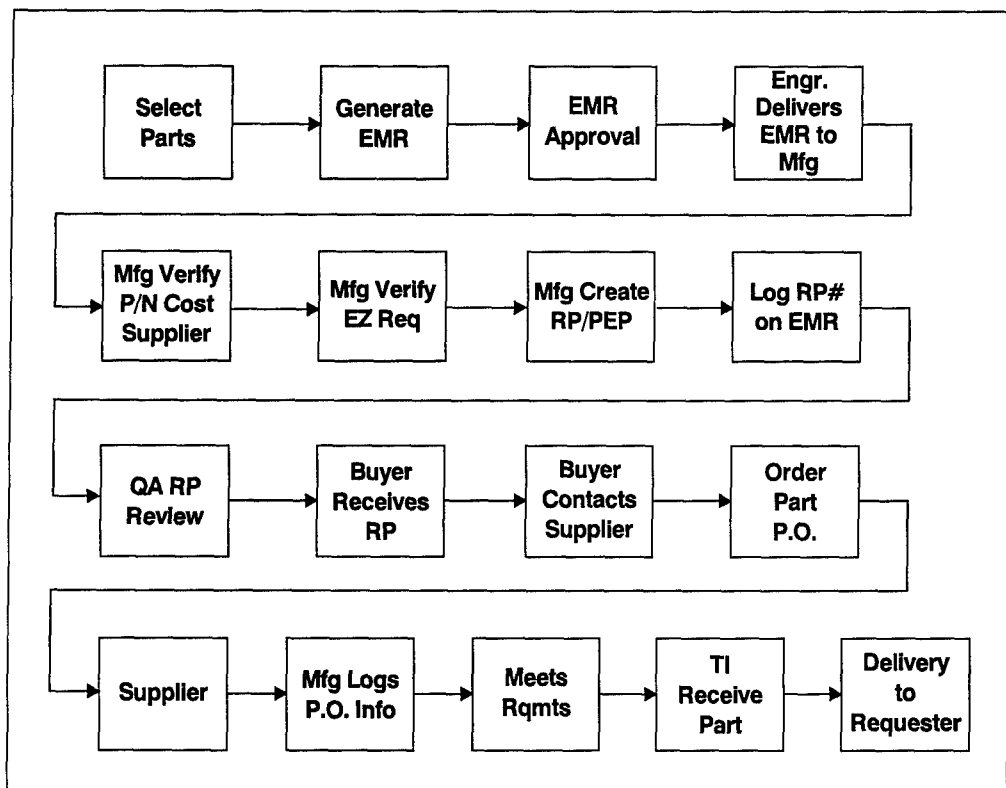 Select
Parts
Generate
EMR
EMR
Approval
Engr.
Delivers
EMR to
Mfg
Mfg Verify
P/N Cost
Supplier
Mfg Verify
EZ Req
Mfg Create
RP/PEP
Log RP#
on EMR
QA RP
Review
Buyer
Receives
RP
Buyer
Contacts
Supplier
Order
Part
P.O.
Supplier
Mfg Logs
P.O. Info
Meets
Rqmts
TI
Receive
Part
Delivery
to
Requester